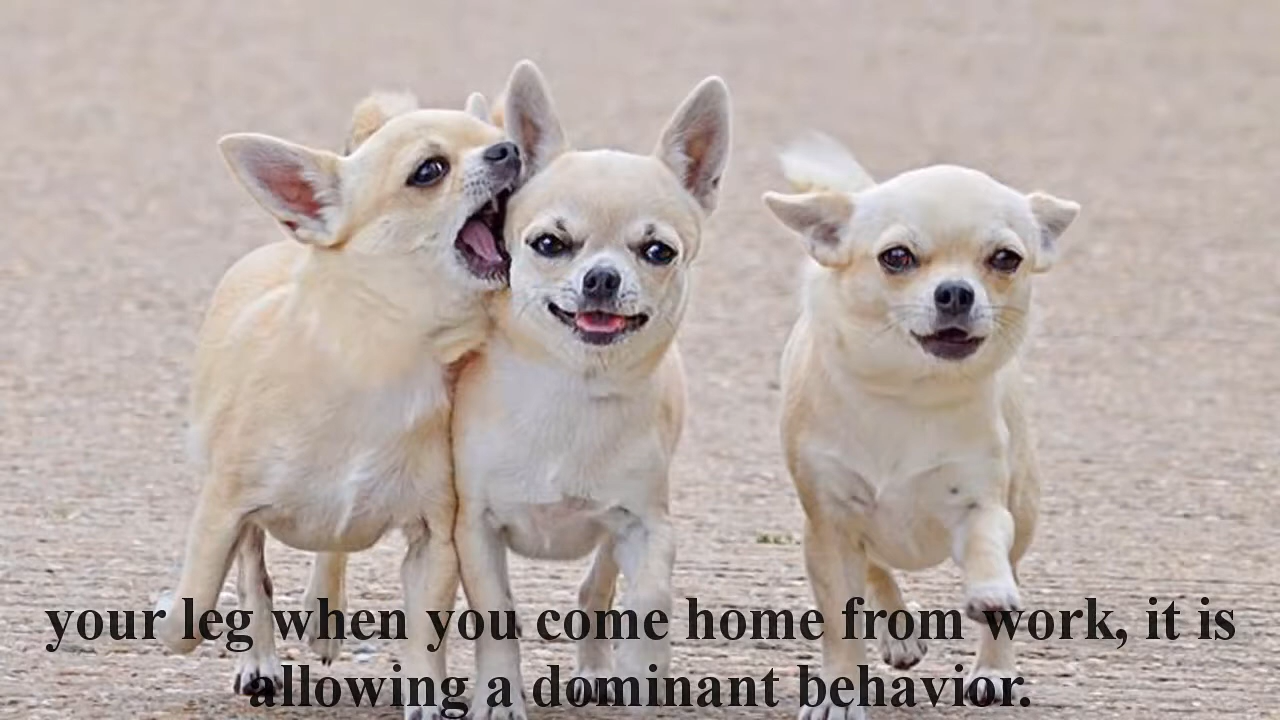 your leg when you come home from work, it is
allowing a dominant behavior.